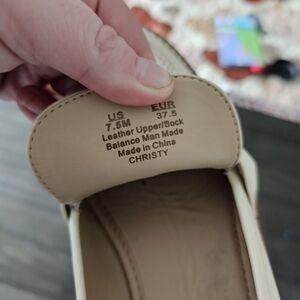 US EUR
7.5M 37.5
Leather Upper/Sock
Balance Man Made
Made in China
CHRISTY